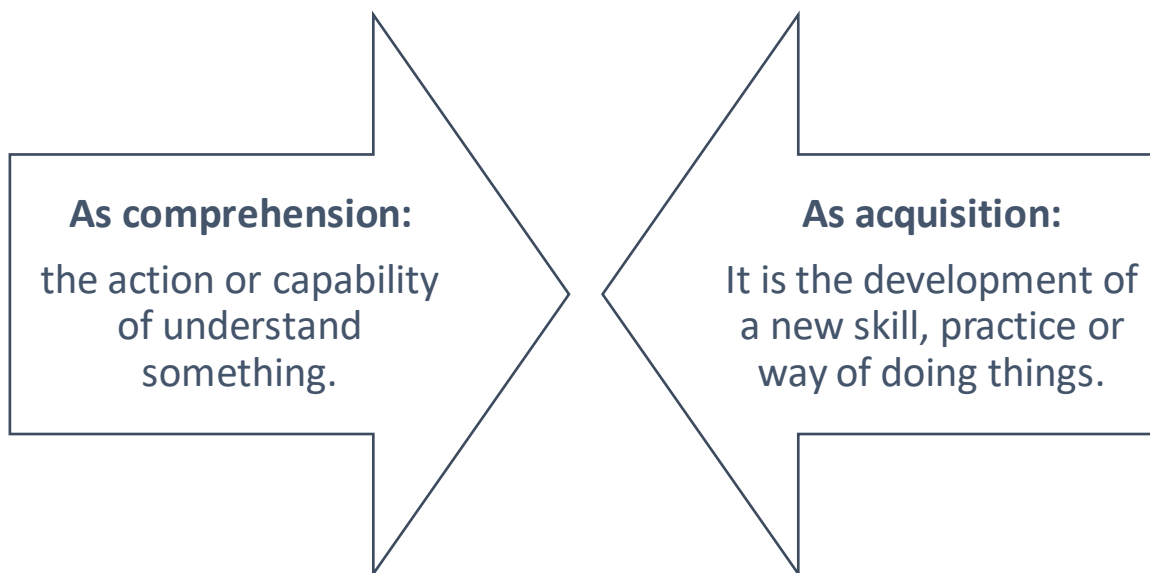 As comprehension:
the action or capability
of understand
something.
As acquisition:
It is the development of
a new skill, practice or
way of doing things.